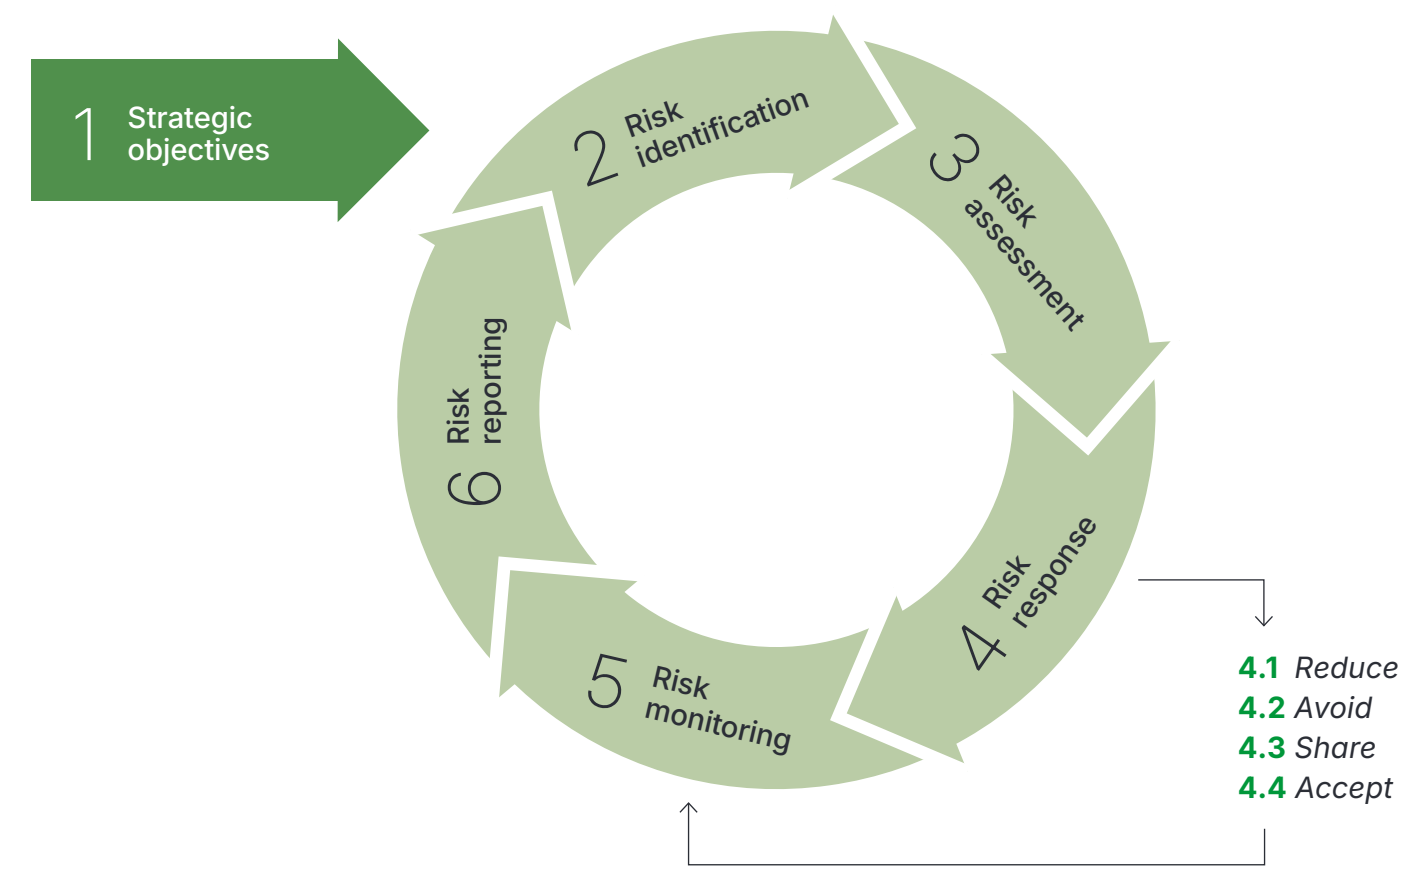 1
Strategic
objectives
2
Risk
identification
3
Risk
assessment
4
Risk
response
4.1 Reduce
4.2 Avoid
4.3 Share
4.4 Accept
5
Risk
monitoring
6
Risk
reporting